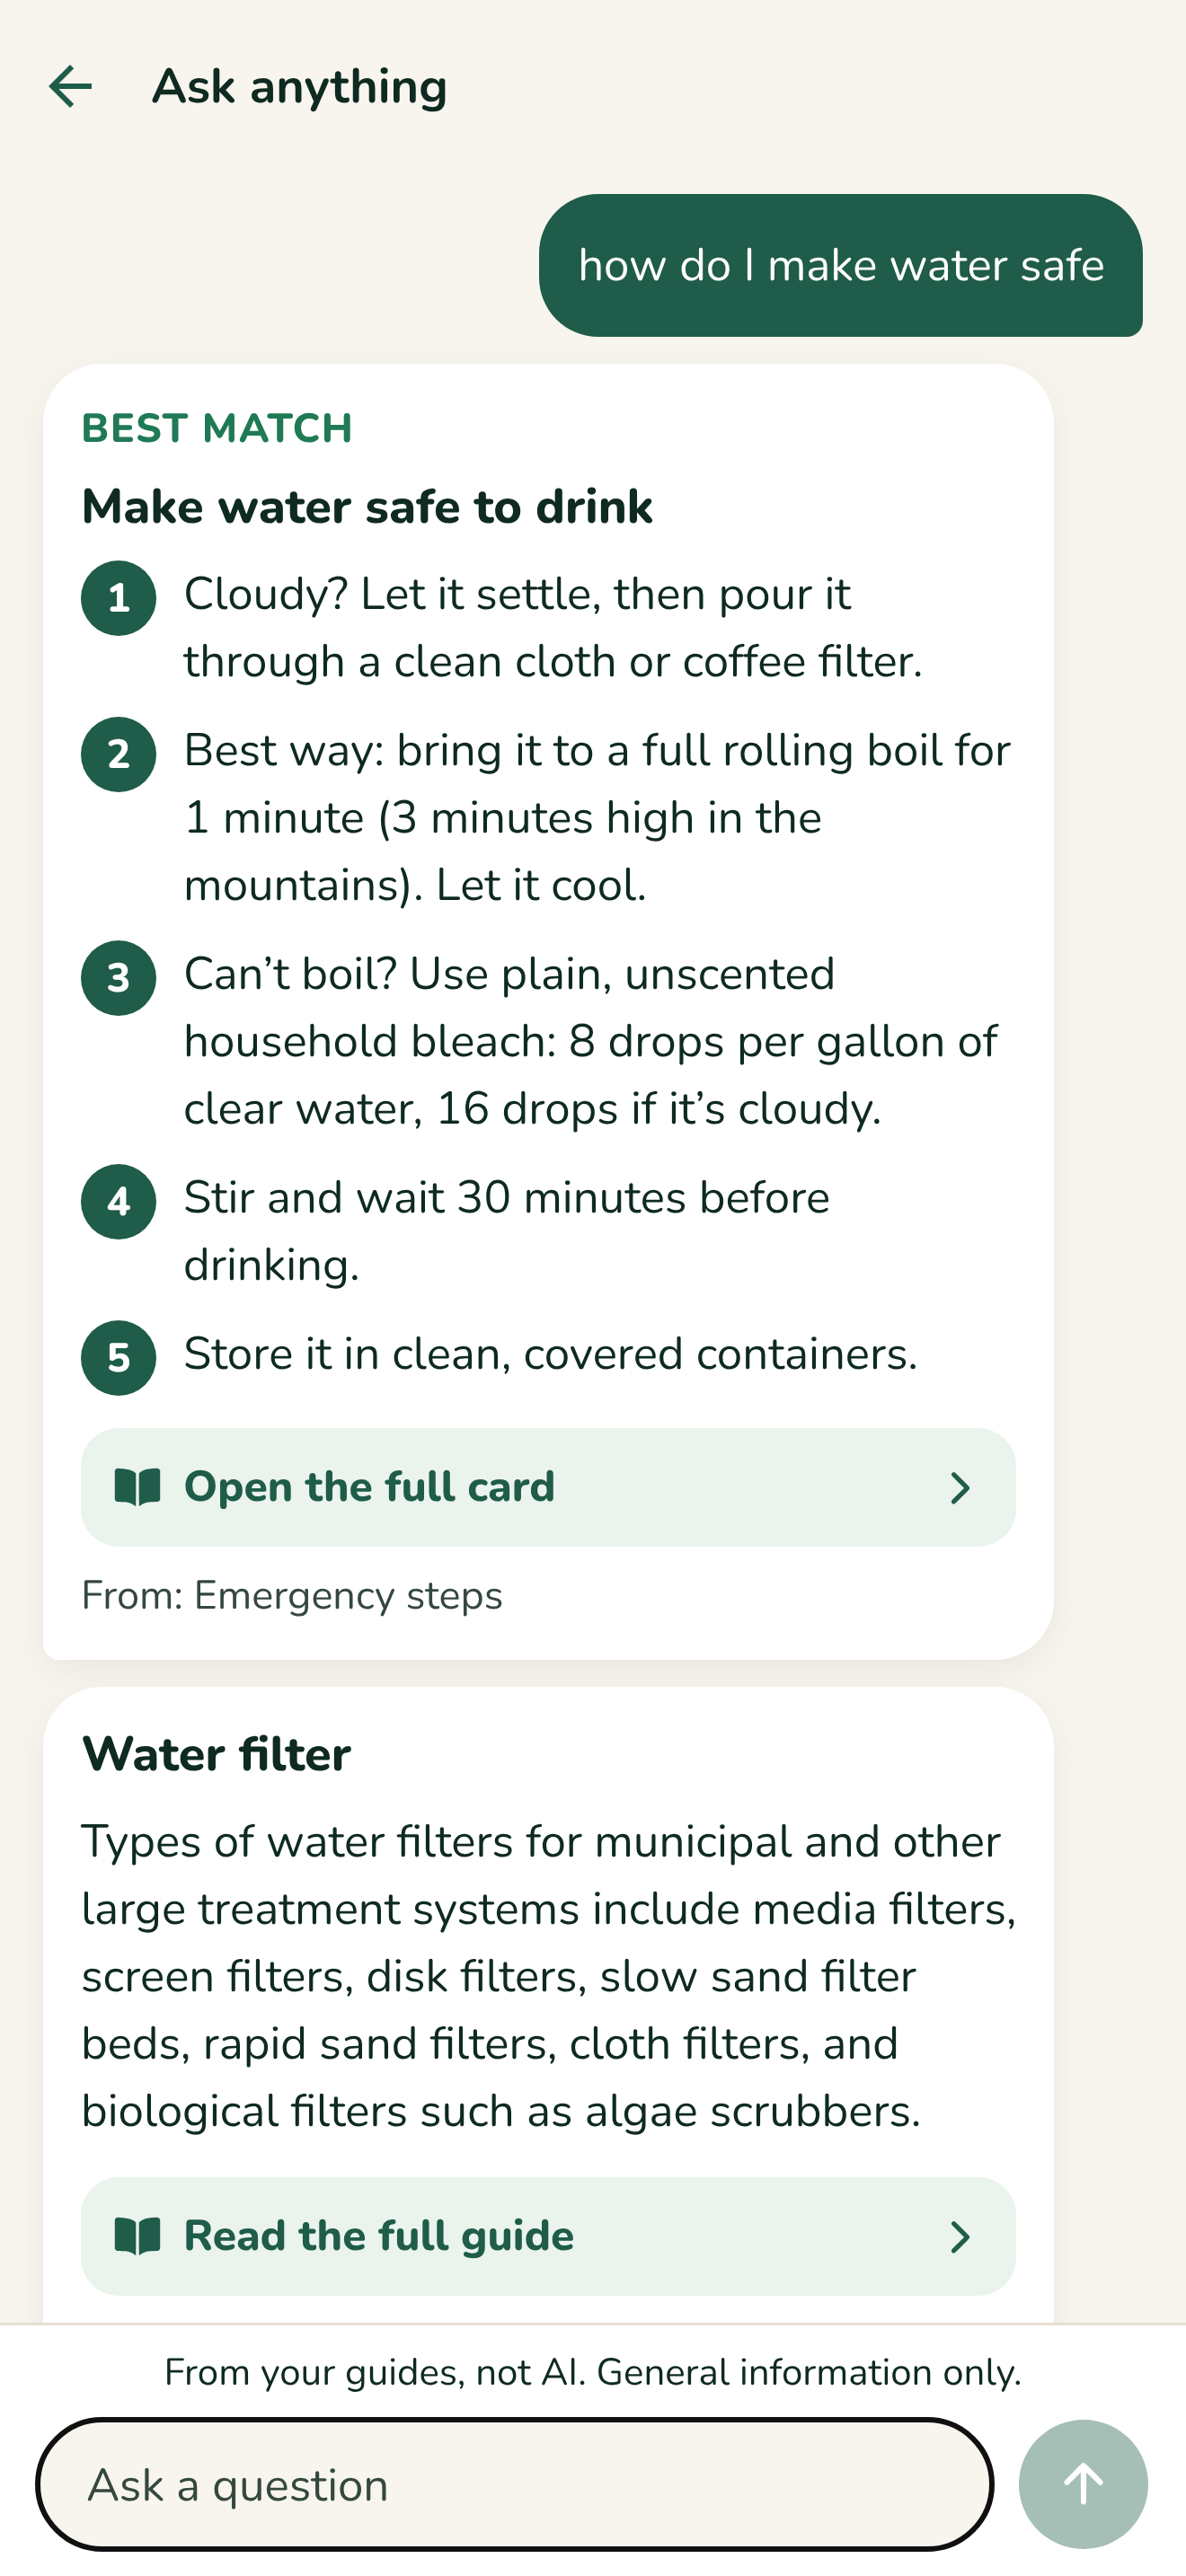 Ask anything
how do I make water safe
BEST MATCH
Make water safe to drink
1 Cloudy? Let it settle, then pour it
through a clean cloth or coffee filter.
2 Best way: bring it to a full rolling boil for
1 minute (3 minutes high in the
mountains). Let it cool.
3 Can’t boil? Use plain, unscented
household bleach: 8 drops per gallon of
clear water, 16 drops if it’s cloudy.
4 Stir and wait 30 minutes before
drinking.
5 Store it in clean, covered containers.
Open the full card
From: Emergency steps
Water filter
Types of water filters for municipal and other
large treatment systems include media filters,
screen filters, disk filters, slow sand filter
beds, rapid sand filters, cloth filters, and
biological filters such as algae scrubbers.
Read the full guide
From your guides, not AI. General information only.
Ask a question